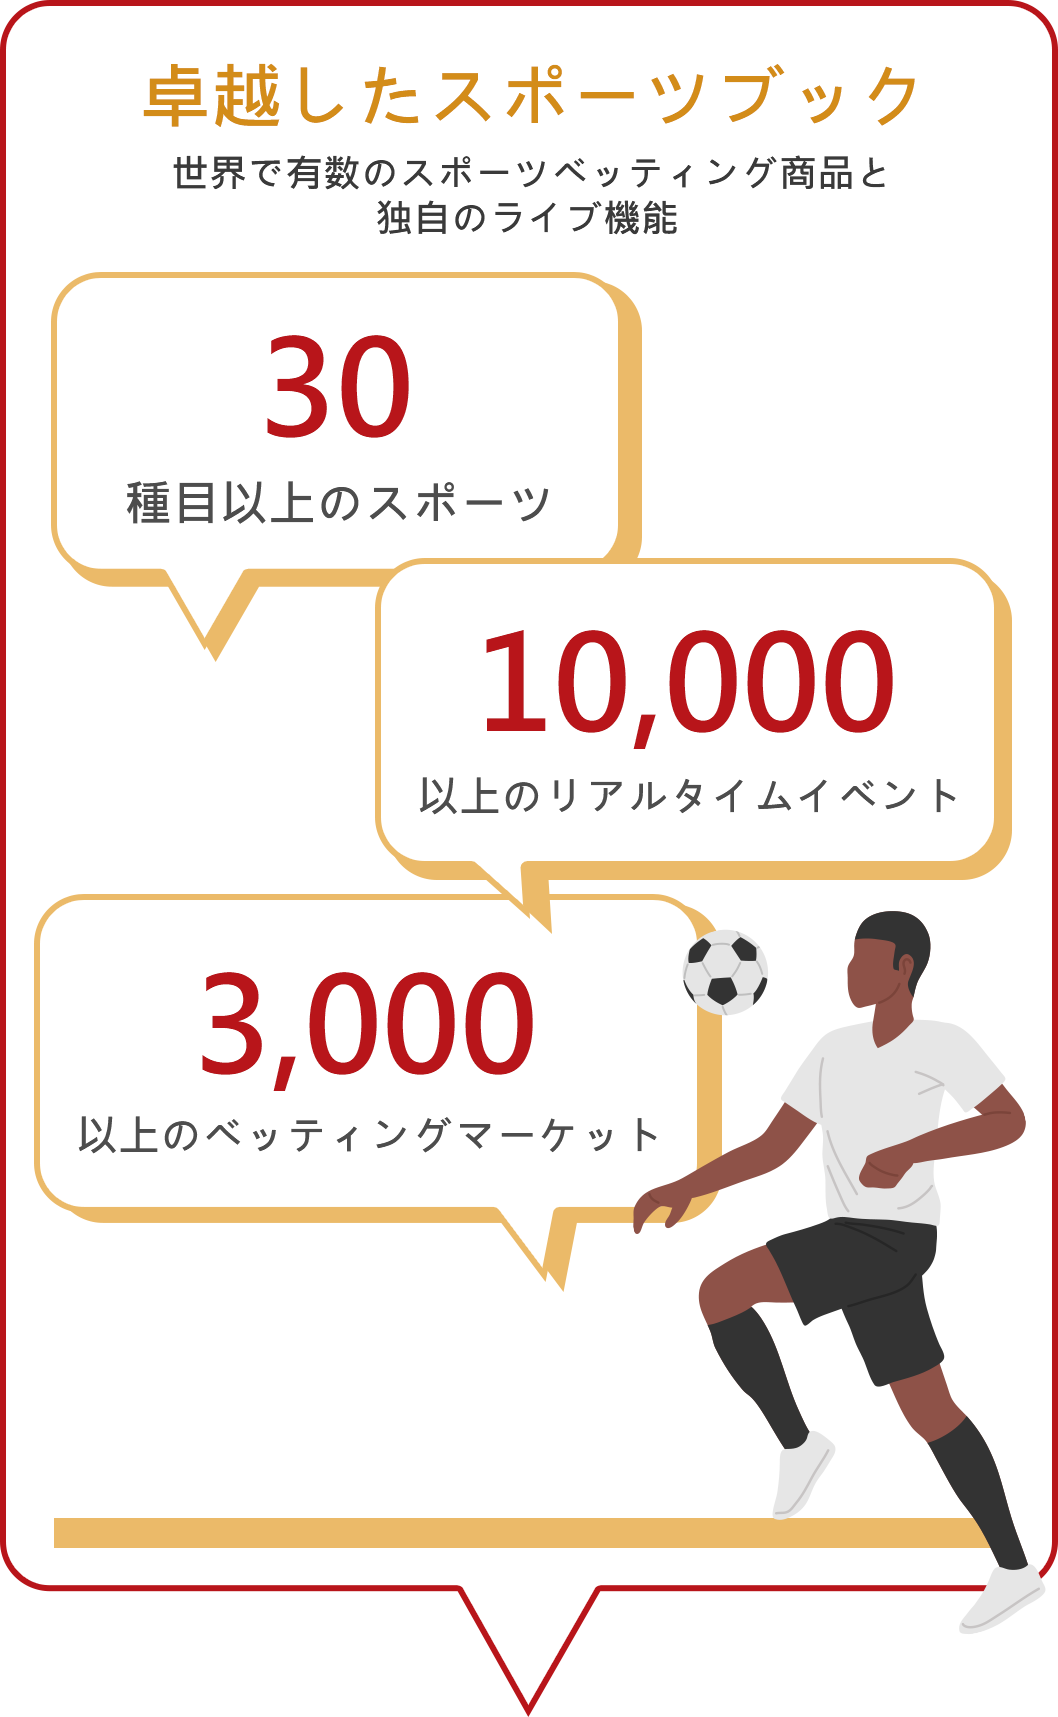 卓越したスポーツブック
世界で有数のスポーツベッティング商品と
独自のライブ機能
30
種目以上のスポーツ
10,000
以上のリアルタイムイベント
3,000
以上のベッティングマーケット